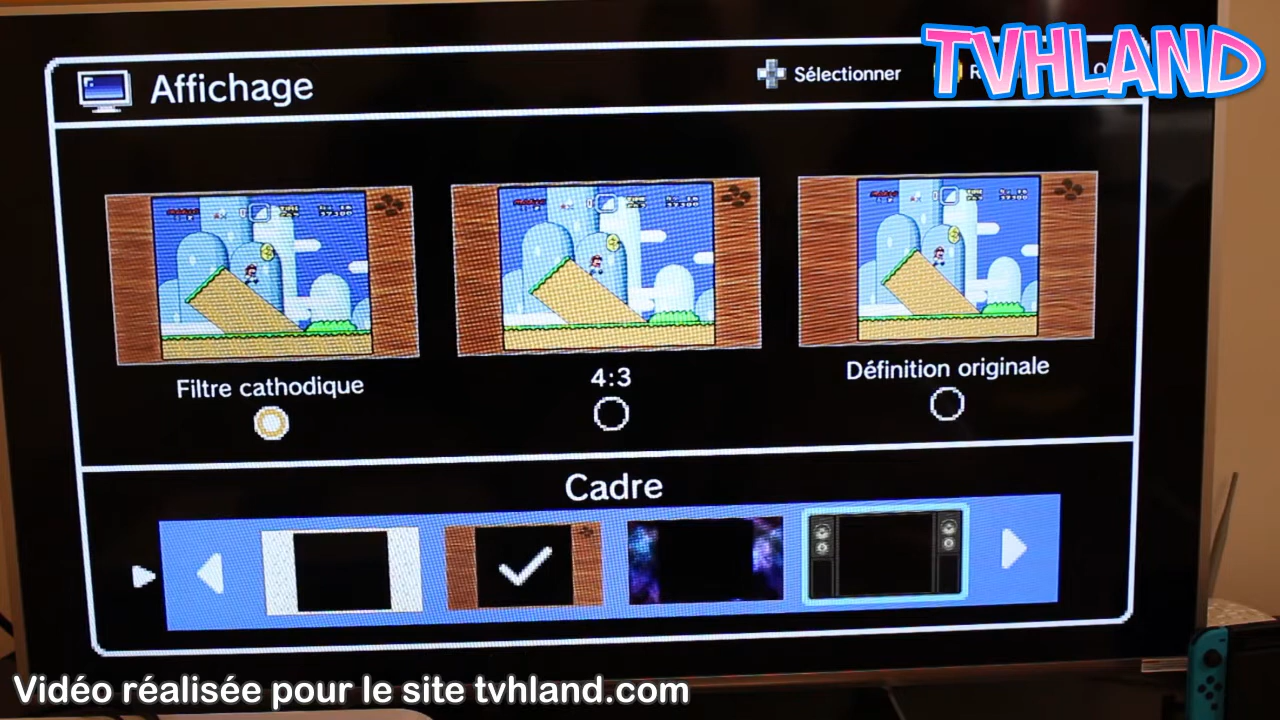 TVHLAND
Affichage
Sélectionner
Filtre cathodique
4:3
Définition originale
Cadre
Vidéo réalisée pour le site tvhland.com